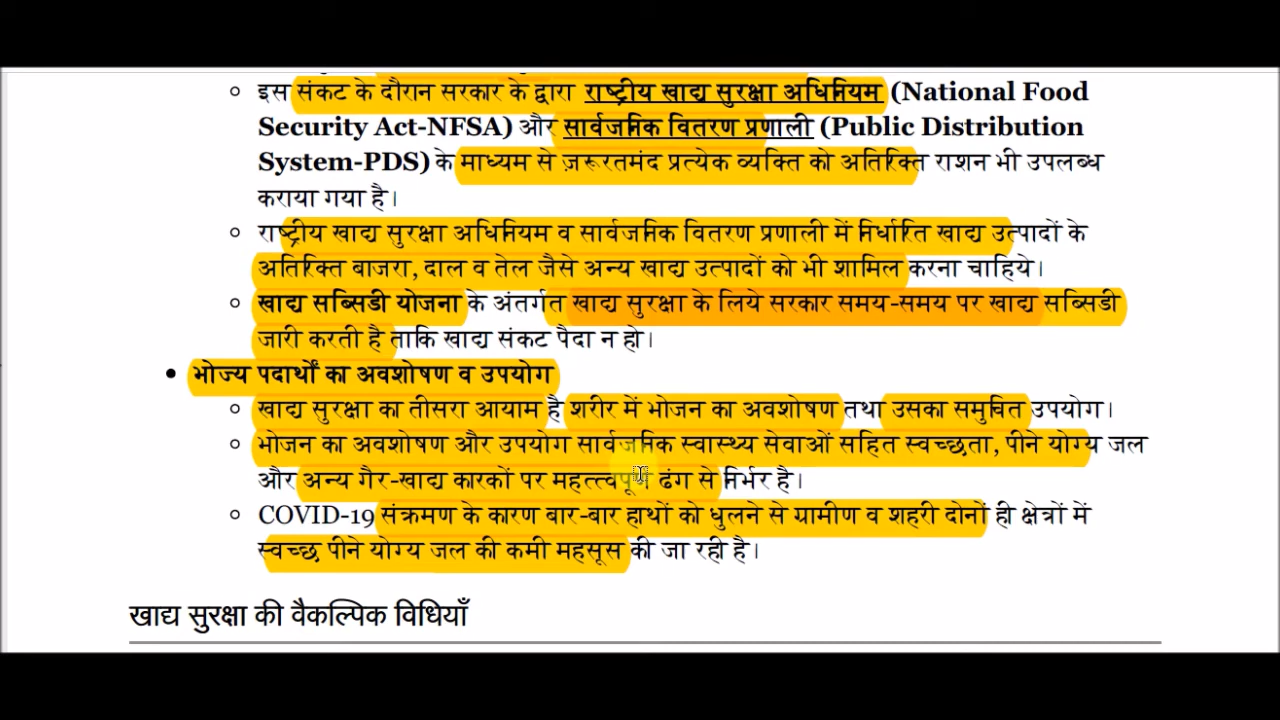 इस संकट के दौरान सरकार के द्वारा राष्ट्रीय खाद्य सुरक्षा अधिनियम (National Food
Security Act-NFSA) और सार्वजनिक वितरण प्रणाली (Public Distribution
System-PDS) के माध्यम से ज़रूरतमंद प्रत्येक व्यक्ति को अतिरिक्त राशन भी उपलब्ध
कराया गया है।
राष्ट्रीय खाद्य सुरक्षा अधिनियम व सार्वजनिक वितरण प्रणाली में निर्धारित खाद्य उत्पादों के
अतिरिक्त बाजरा, दाल व तेल जैसे अन्य खाद्य उत्पादों को भी शामिल करना चाहिये।
खाद्य सब्सिडी योजना के अंतर्गत खाद्य सुरक्षा के लिये सरकार समय-समय पर खाद्य सब्सिडी
जारी करती है ताकि खाद्य संकट पैदा न हो।
भोज्य पदार्थों का अवशोषण व उपयोग
खाद्य सुरक्षा का तीसरा आयाम है शरीर में भोजन का अवशोषण तथा उसका समुचित उपयोग।
भोजन का अवशोषण और उपयोग सार्वजनिक स्वास्थ्य सेवाओं सहित स्वच्छता, पीने योग्य जल
और अन्य गैर-खाद्य कारकों पर महत्त्वपूर्ण ढंग से निर्भर है।
COVID-19 संक्रमण के कारण बार-बार हाथों को धुलने से ग्रामीण व शहरी दोनों ही क्षेत्रों में
स्वच्छ पीने योग्य जल की कमी महसूस की जा रही है।
खाद्य सुरक्षा की वैकल्पिक विधियाँ